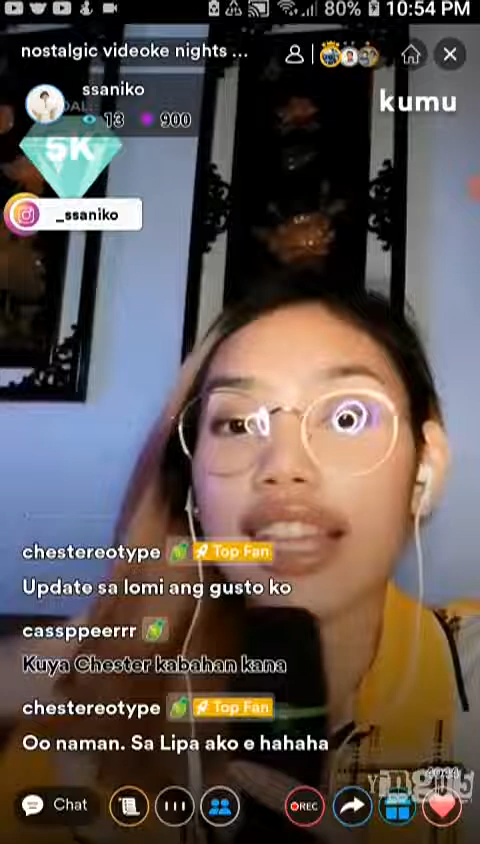 80% 10:54 PM
nostalgic videoke nights ...
ssaniko
13 900
kumu
5K
_ssaniko
chestereotype Top Fan
Update sa lomi ang gusto ko
cassppeerrr
Kuya Chester kabahan kana
chestereotype Top Fan
Oo naman. Sa Lipa ako e hahaha
Chat
REC